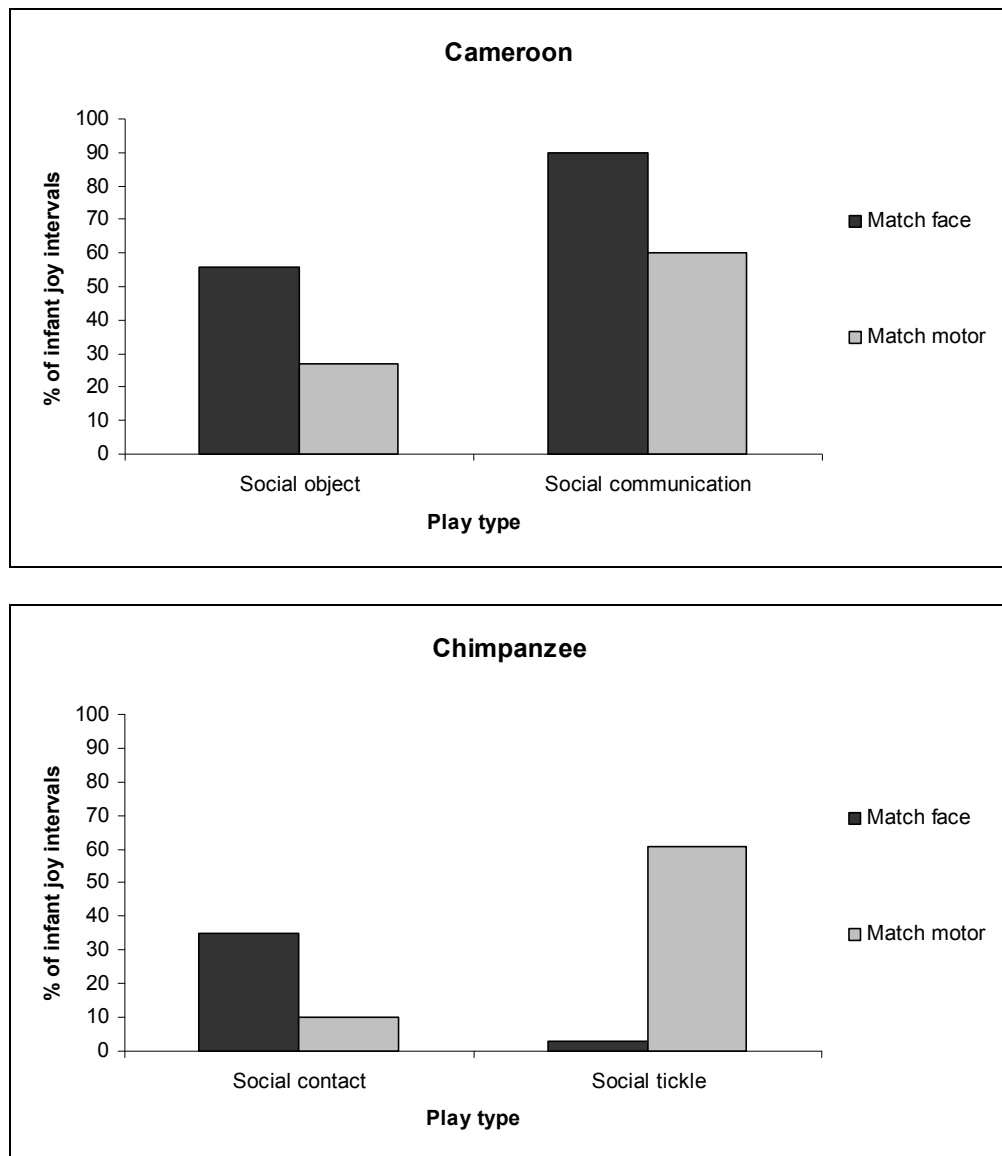 Cameroon
100
90
80
70
60
50
40
30
20
10
0
% of infant joy intervals
Social object
Social communication
Play type
Match face
Match motor
Chimpanzee
100
90
80
70
60
50
40
30
20
10
0
% of infant joy intervals
Social contact
Social tickle
Play type
Match face
Match motor